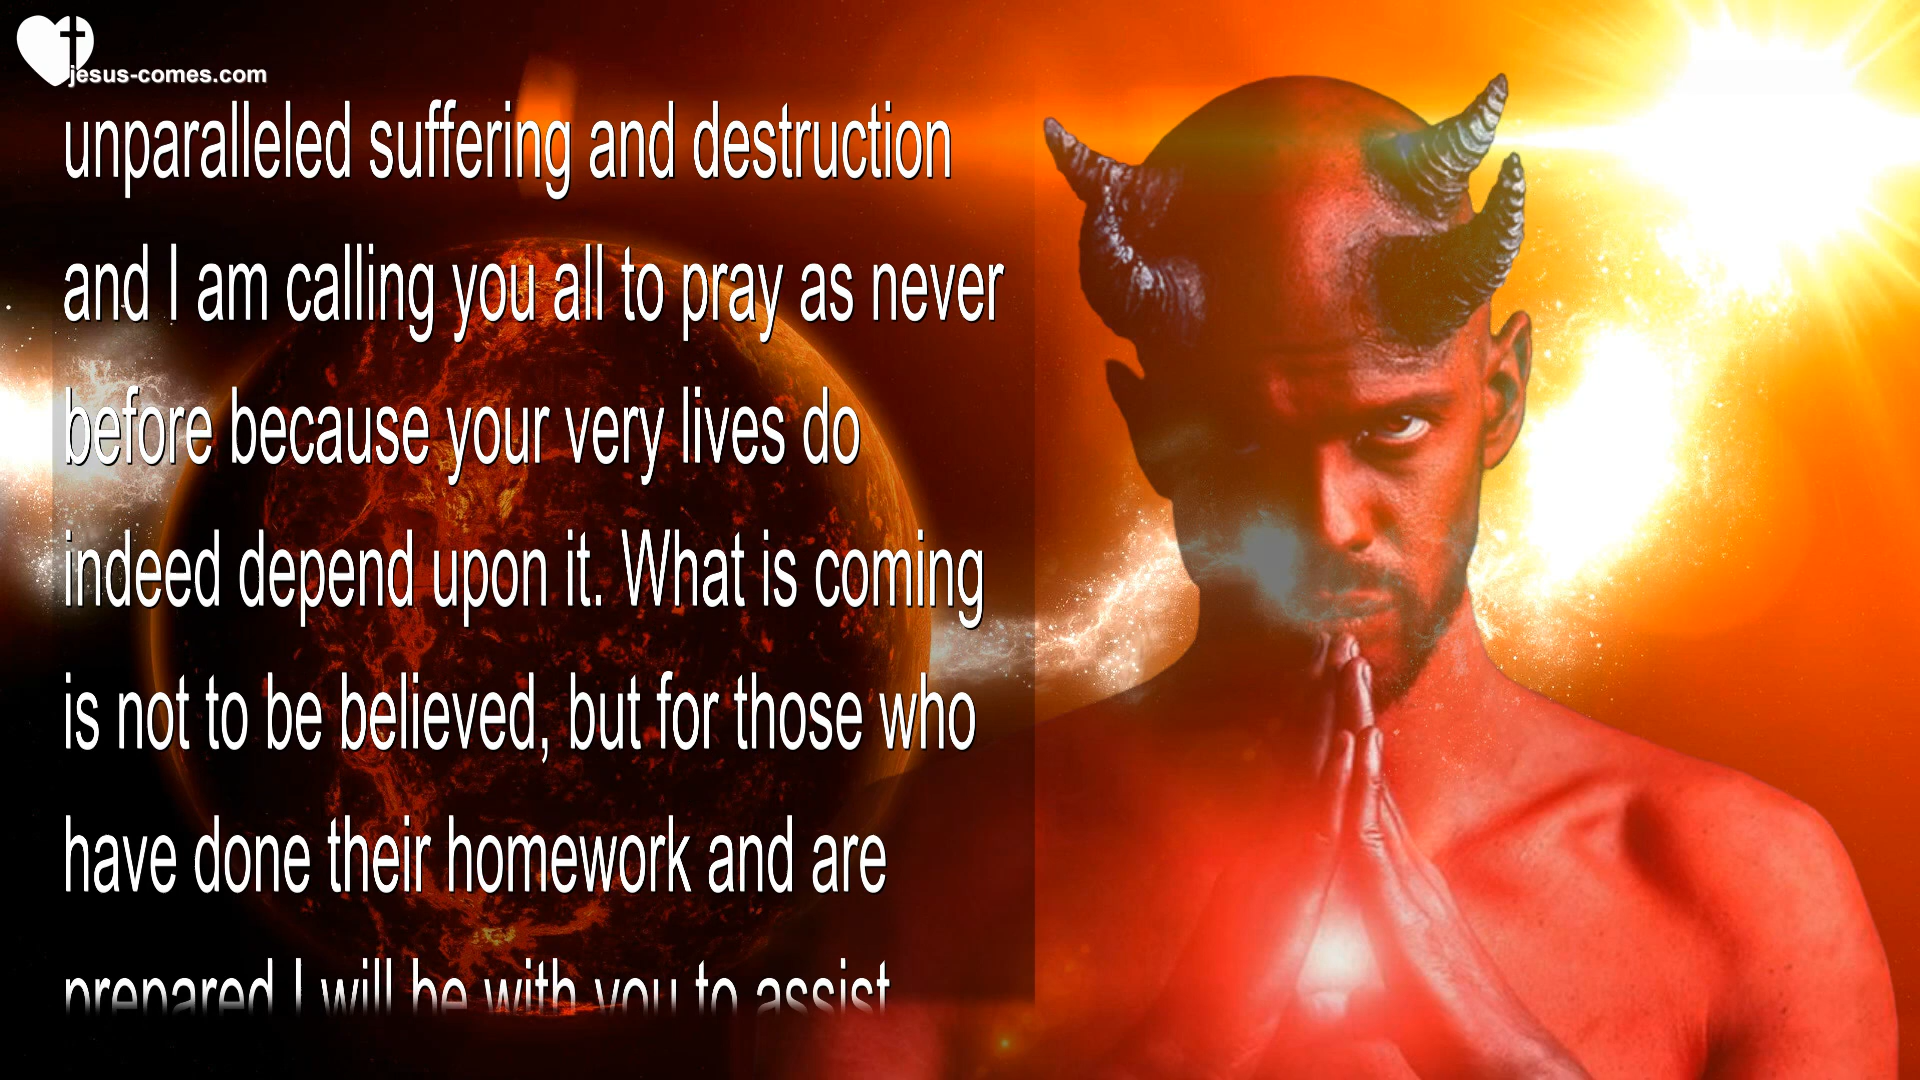 jesus-comes.com
unparalleled suffering and destruction
and I am calling you all to pray as never
before because your very lives do
indeed depend upon it. What is coming
is not to be believed, but for those who
have done their homework and are
prepared I will be with you to assist